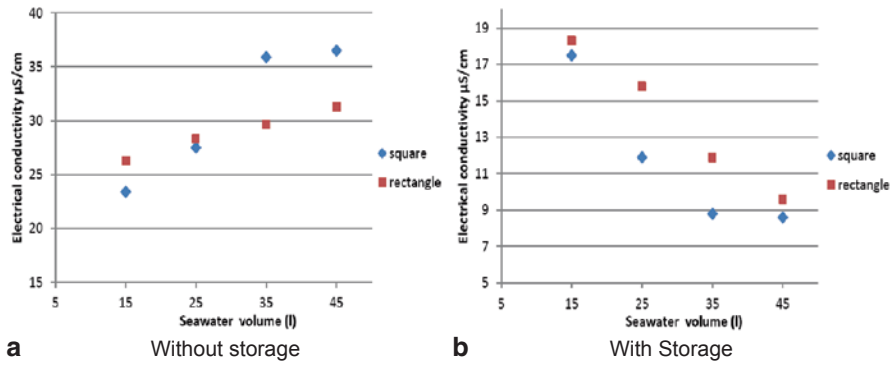 Electrical conductivity µS/cm
40
35
30
25
20
15
5 15 25 35 45
Seawater volume (l)
square
rectangle
a Without storage
Electrical conductivity µS/cm
19
17
15
13
11
9
7
5
5 15 25 35 45
Seawater volume (l)
square
rectangle
b With Storage